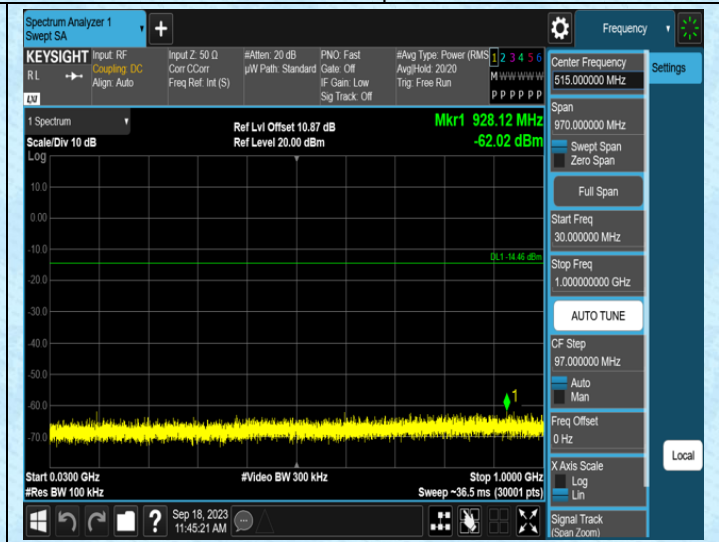 Spectrum Analyzer 1
Swept SA
+
Frequency
KEYSIGHT
RL
LXI
Input: RF
Coupling: DC
Align: Auto
Input Z: 50 Ω
Corr CCorr
Freq Ref: Int (S)
#Atten: 20 dB
µW Path: Standard
PNO: Fast
Gate: Off
IF Gain: Low
Sig Track: Off
#Avg Type: Power (RMS
Avg|Hold: 20/20
Trig: Free Run
1 2 3 4 5 6
M W W W W W
P P P P P P
1 Spectrum
Scale/Div 10 dB
Log
Ref Lvl Offset 10.87 dB
Ref Level 20.00 dBm
Mkr1 928.12 MHz
-62.02 dBm
10.0
0.00
-10.0
DL1 -14.46 dBm
-20.0
-30.0
-40.0
-50.0
-60.0
1
-70.0
Start 0.0300 GHz
#Res BW 100 kHz
#Video BW 300 kHz
Stop 1.0000 GHz
Sweep ~36.5 ms (30001 pts)
?
Sep 18, 2023
11:45:21 AM
Center Frequency
515.000000 MHz
Settings
Span
970.000000 MHz
Swept Span
Zero Span
Full Span
Start Freq
30.000000 MHz
Stop Freq
1.000000000 GHz
AUTO TUNE
CF Step
97.000000 MHz
Auto
Man
Freq Offset
0 Hz
Local
X Axis Scale
Log
Lin
Signal Track
(Span Zoom)